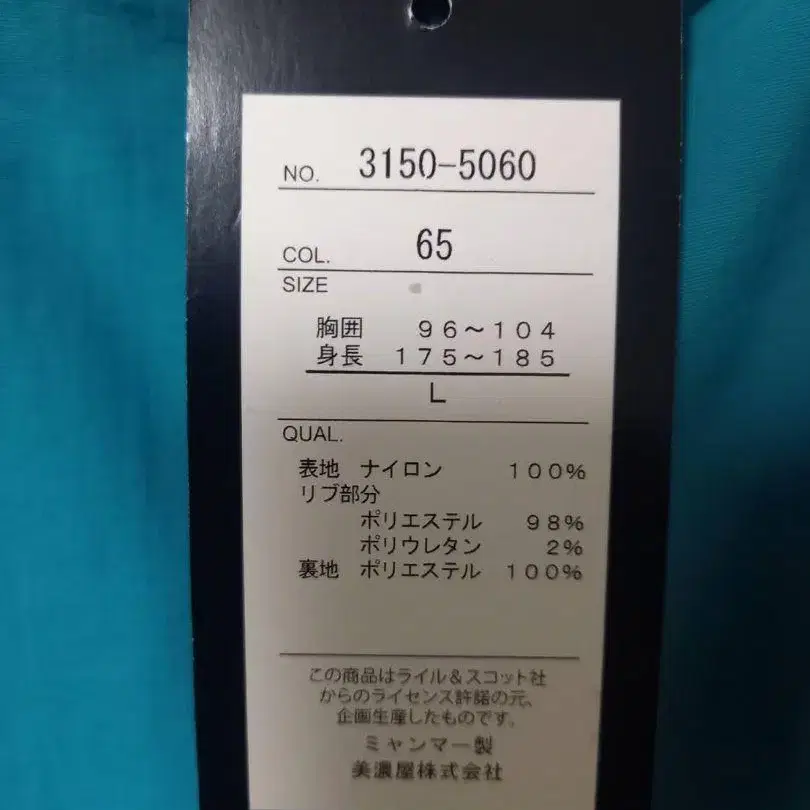 NO. 3150-5060
COL. 65
SIZE
胸囲 96～104
身長 175～185
L
QUAL.
表地 ナイロン 100%
リブ部分
ポリエステル 98%
ポリウレタン 2%
裏地 ポリエステル 100%
この商品はライル&スコット社
からのライセンス許諾の元、
企画生産したものです。
ミャンマー製
美濃屋株式会社